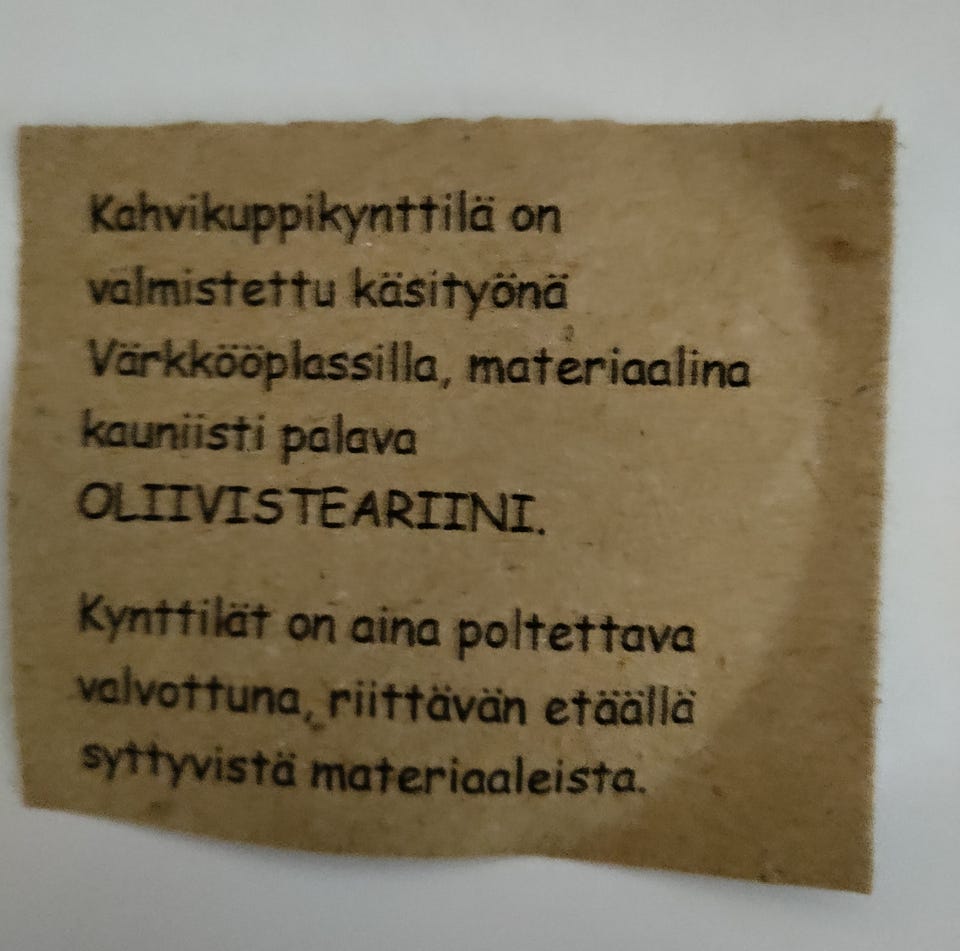 Kahvikuppikynttilä on
valmistettu käsityönä
Värkkööplassilla, materiaalina
kauniisti palava
OLIIVISTEARIINI.
Kynttilät on aina poltettava
valvottuna, riittävän etäällä
syttyvistä materiaaleista.